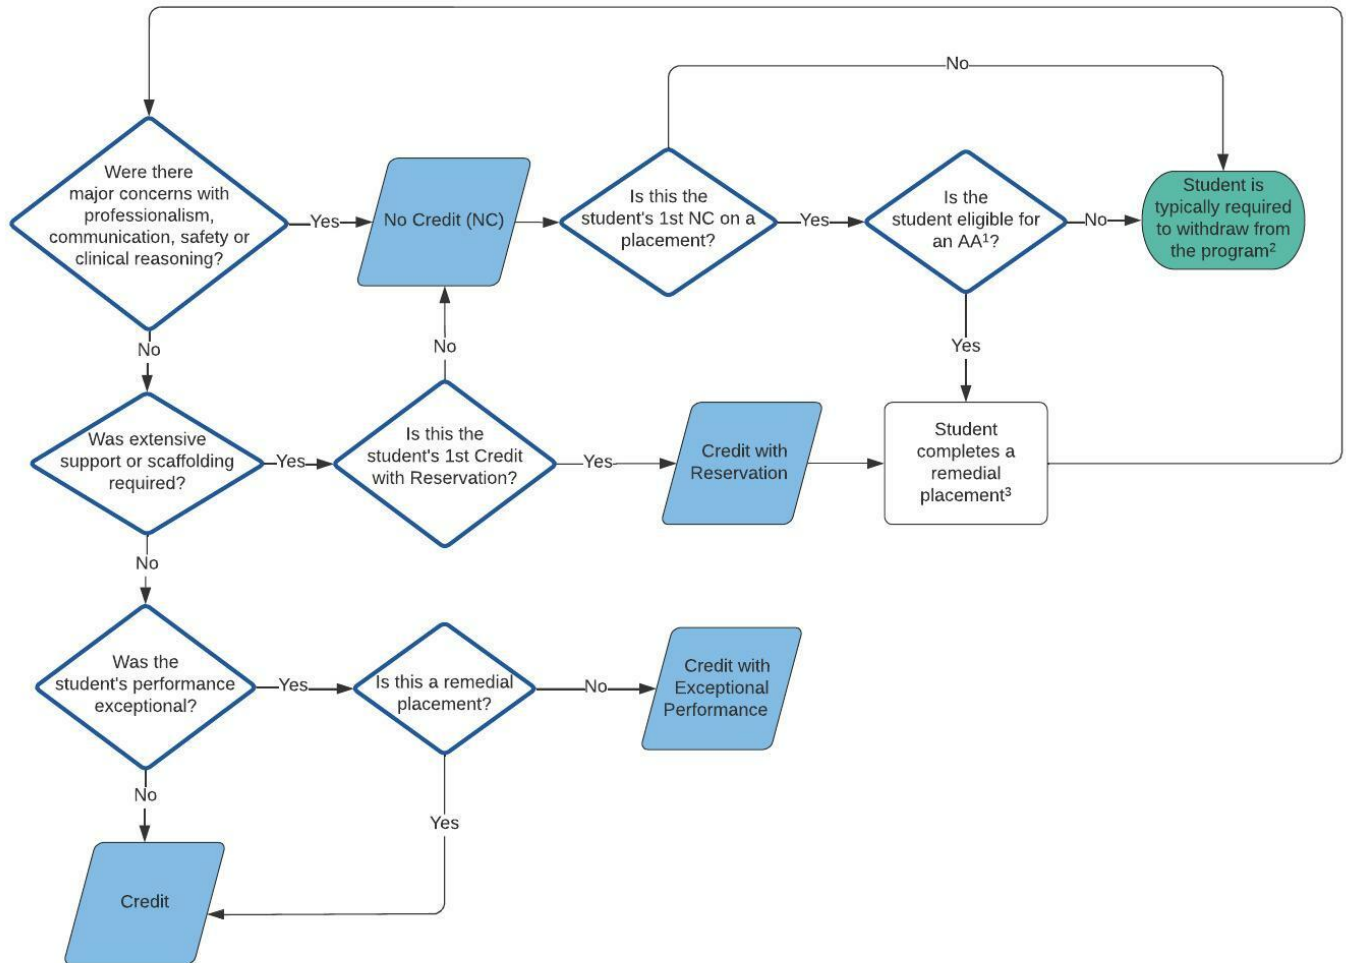 No
Were there
major concerns with
professionalism,
communication, safety or
clinical reasoning?
Yes
No Credit (NC)
Is this the
student's 1st NC on a
placement?
Yes
Is the
student eligible for
an AA¹?
No
Student is
typically required
to withdraw from
the program²
No
No
Yes
Was extensive
support or scaffolding
required?
Yes
Is this the
student's 1st Credit
with Reservation?
Yes
Credit with
Reservation
Student
completes a
remedial
placement³
No
Was the
student's performance
exceptional?
Yes
Is this a remedial
placement?
No
Credit with
Exceptional
Performance
No
Yes
Credit